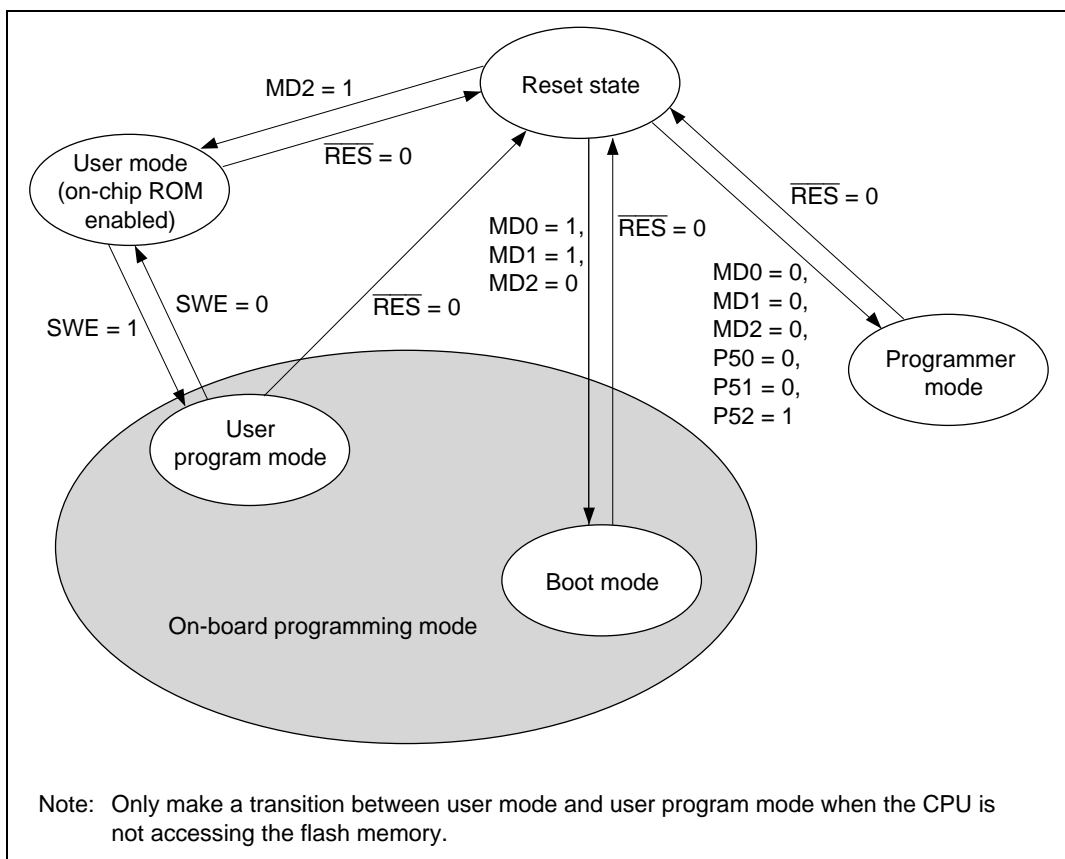 Reset state
MD2 = 1
RES = 0
User mode
(on-chip ROM
enabled)
RES = 0
MD0 = 1,
MD1 = 1,
MD2 = 0
RES = 0
MD0 = 0,
MD1 = 0,
MD2 = 0,
P50 = 0,
P51 = 0,
P52 = 1
SWE = 0
SWE = 1
RES = 0
Programmer
mode
User
program mode
Boot mode
On-board programming mode
Note: Only make a transition between user mode and user program mode when the CPU is
not accessing the flash memory.